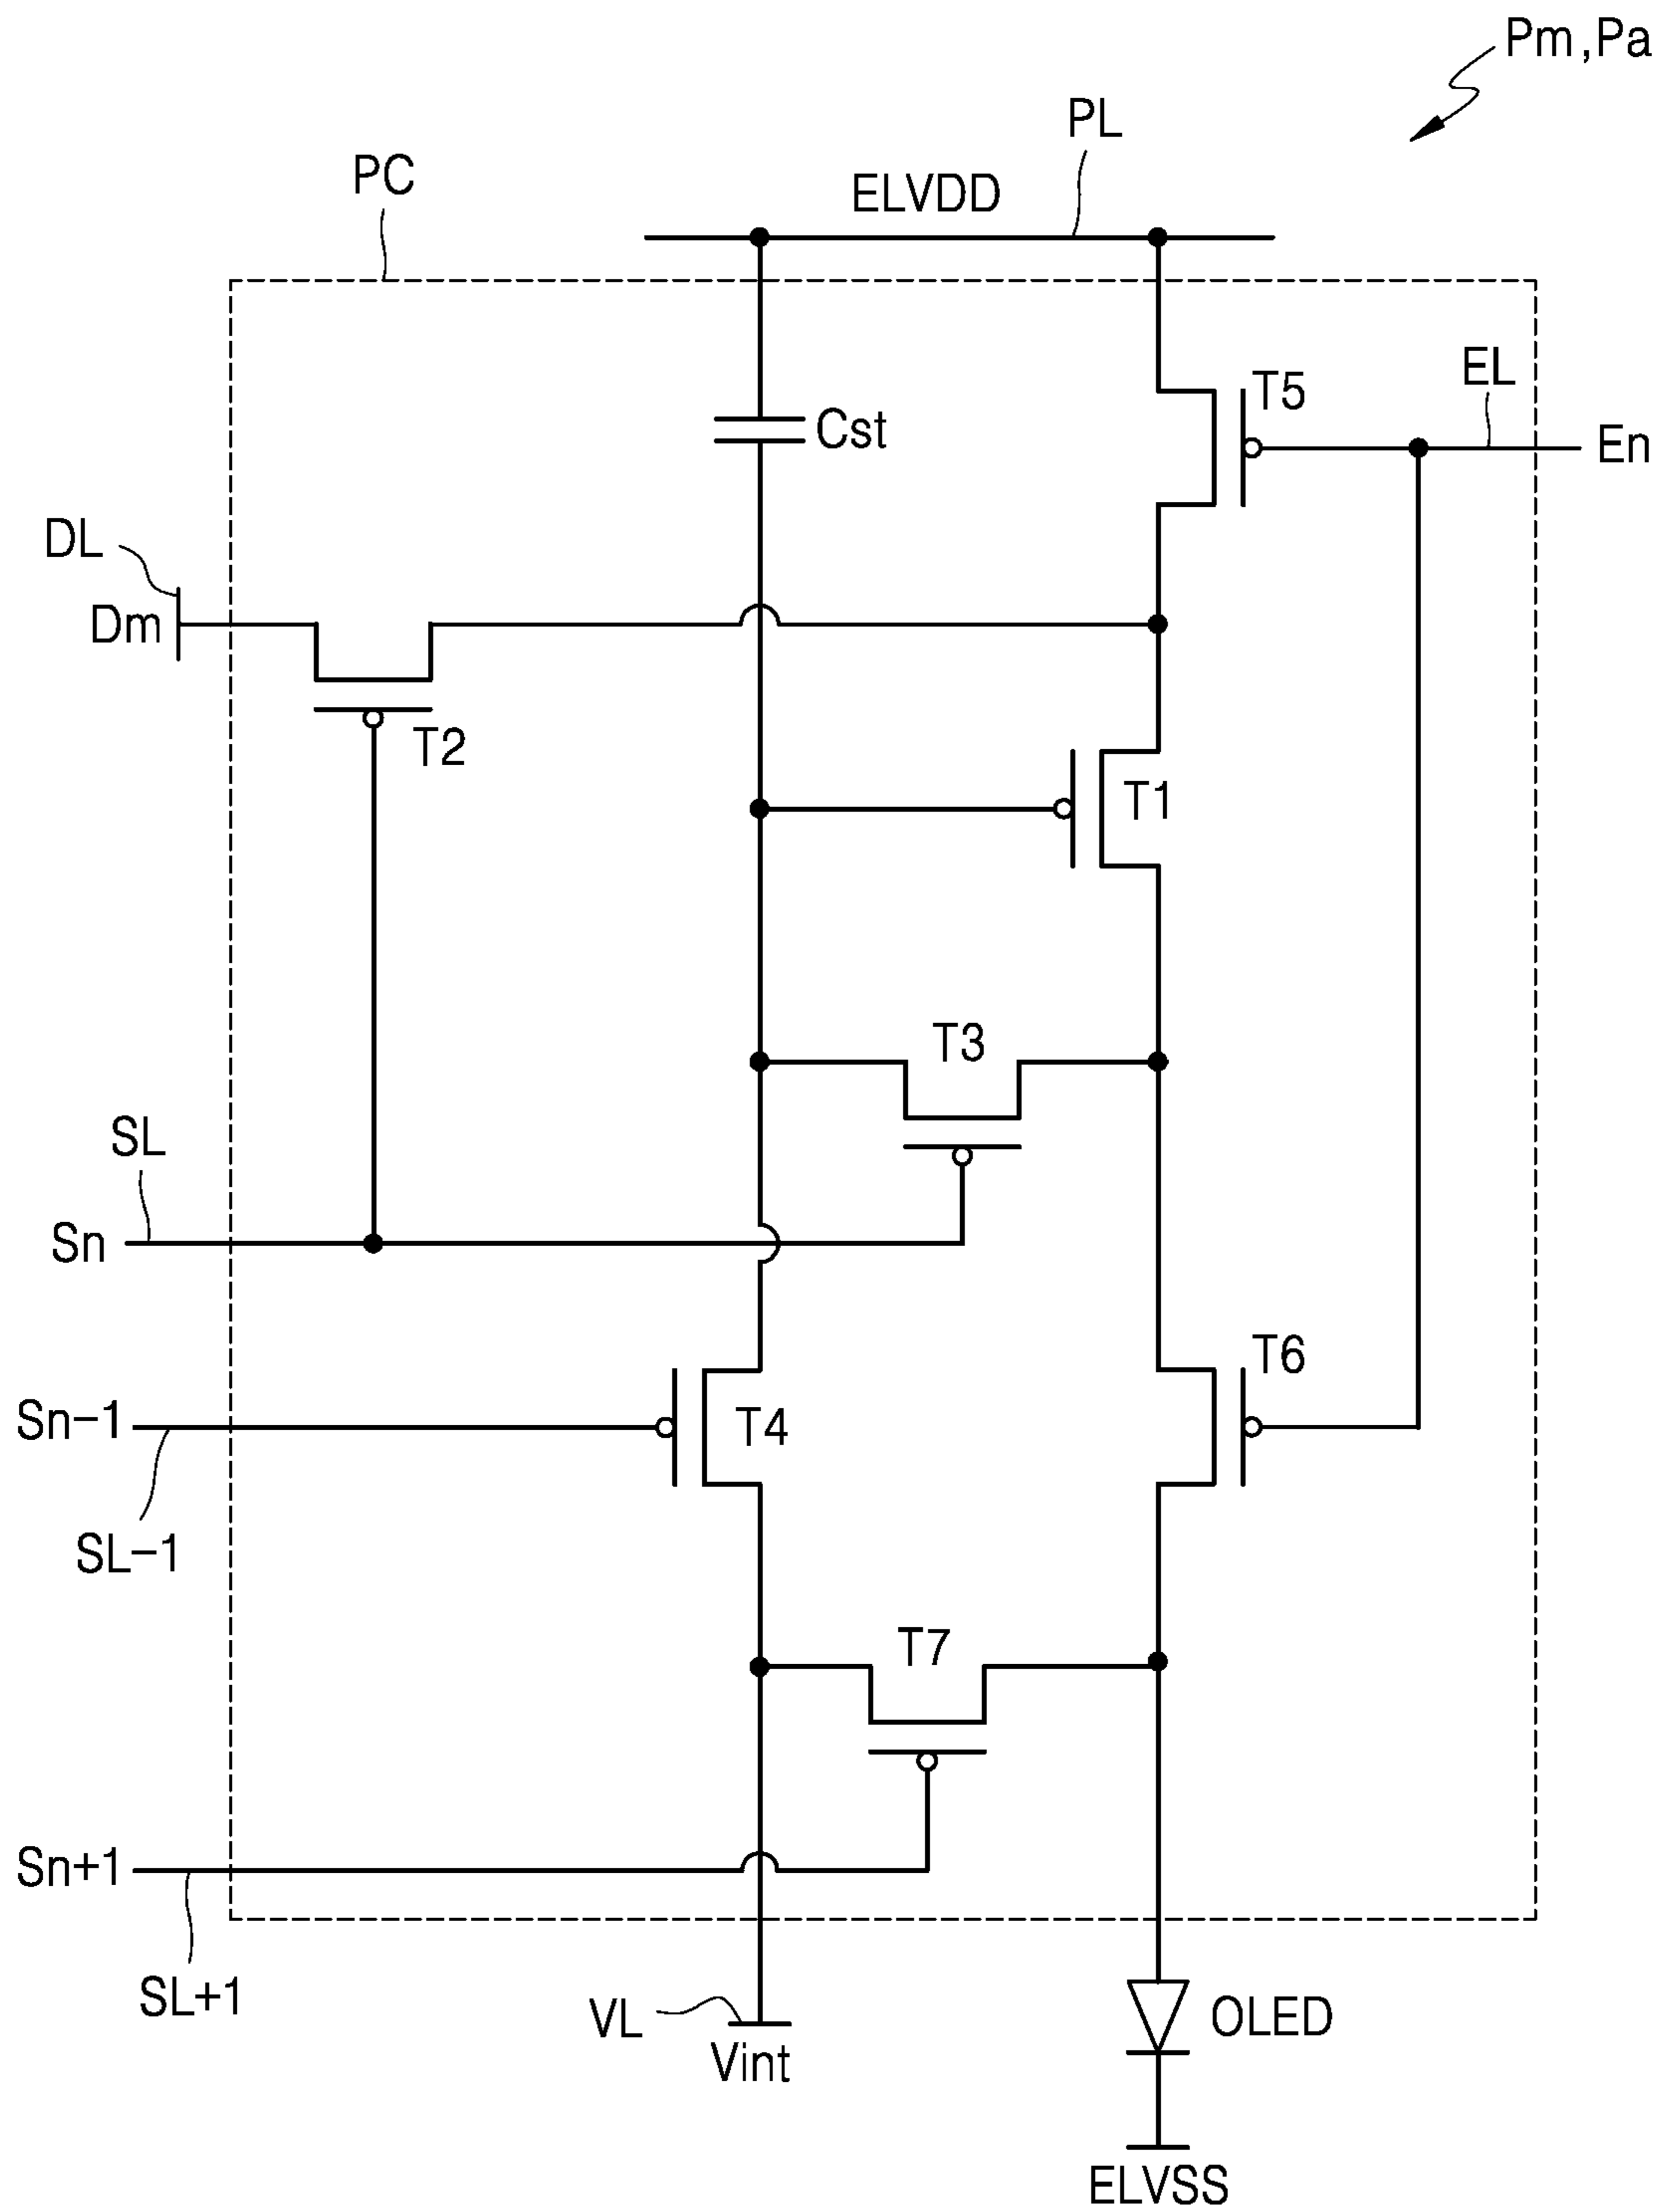 Pm,Pa
PL
PC
ELVDD
T5
EL
Cst
En
DL
Dm
T2
T1
T3
SL
Sn
T6
Sn-1
T4
SL-1
T7
Sn+1
SL+1
VL
OLED
Vint
ELVSS